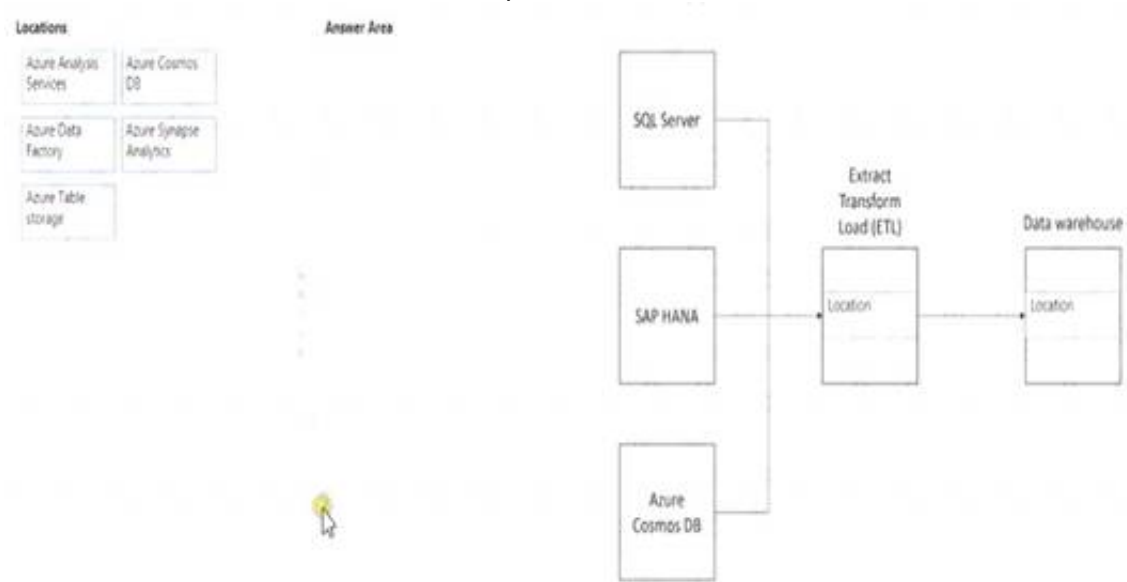 Locations
Answer Area
Azure Analysis
Services
Azure Cosmos
DB
Azure Data
Factory
Azure Synapse
Analytics
Azure Table
storage
SQL Server
SAP HANA
Azure
Cosmos DB
Extract
Transform
Load (ETL)
Location
Data warehouse
Location